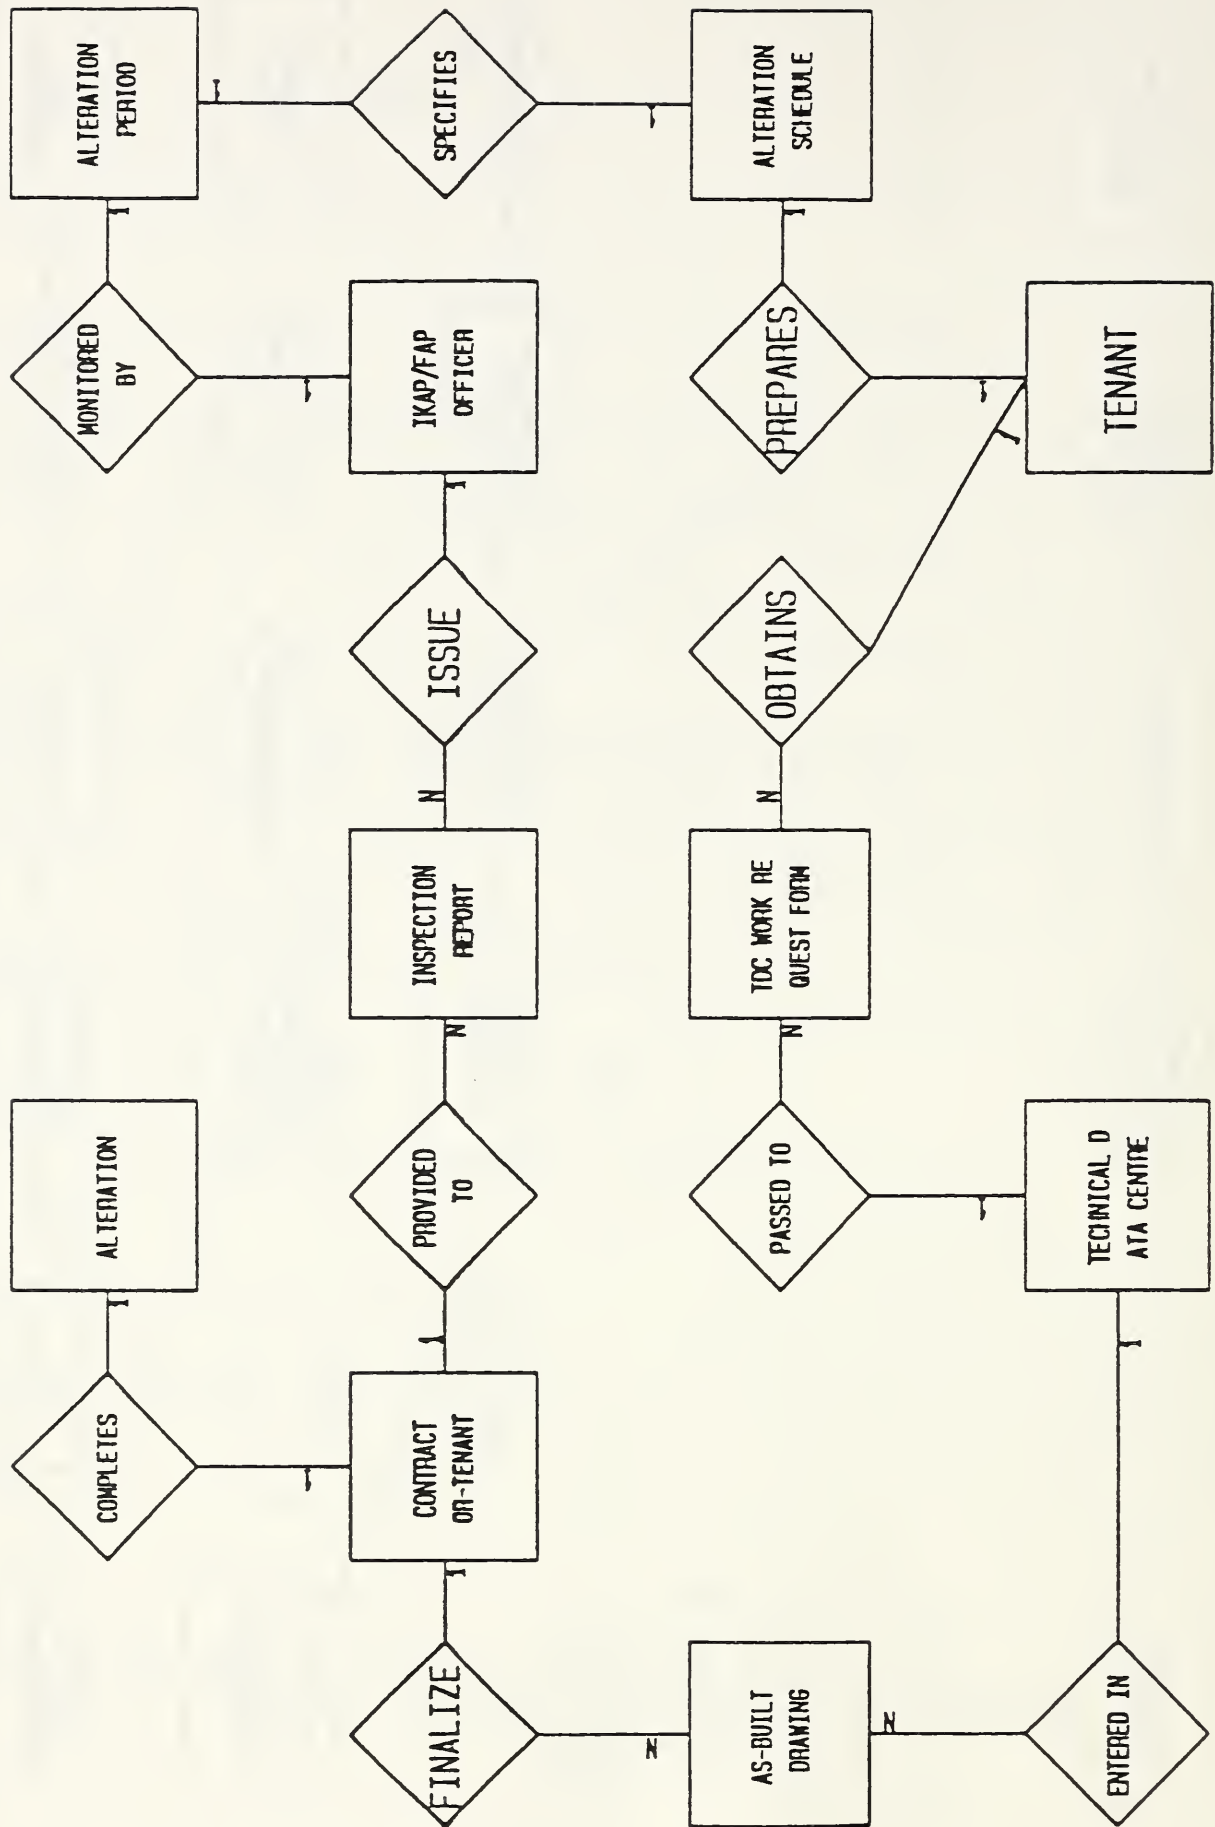 COMPLETES
1
ALTERATION
MONITORED
BY
1
ALTERATION
PERIOD
1
1
1
FINALIZE
1
CONTRACT
OR-TENANT
1
PROVIDED
TO
N
INSPECTION
REPORT
N
ISSUE
1
IKAP/FAP
OFFICER
SPECIFIES
N
1
AS-BUILT
DRAWING
PASSED TO
N
TDC WORK RE
QUEST FORM
N
OBTAINS
PREPARES
1
ALTERATION
SCHEDULE
N
1
1
1
ENTERED IN
1
TECHNICAL D
ATA CENTRE
TENANT